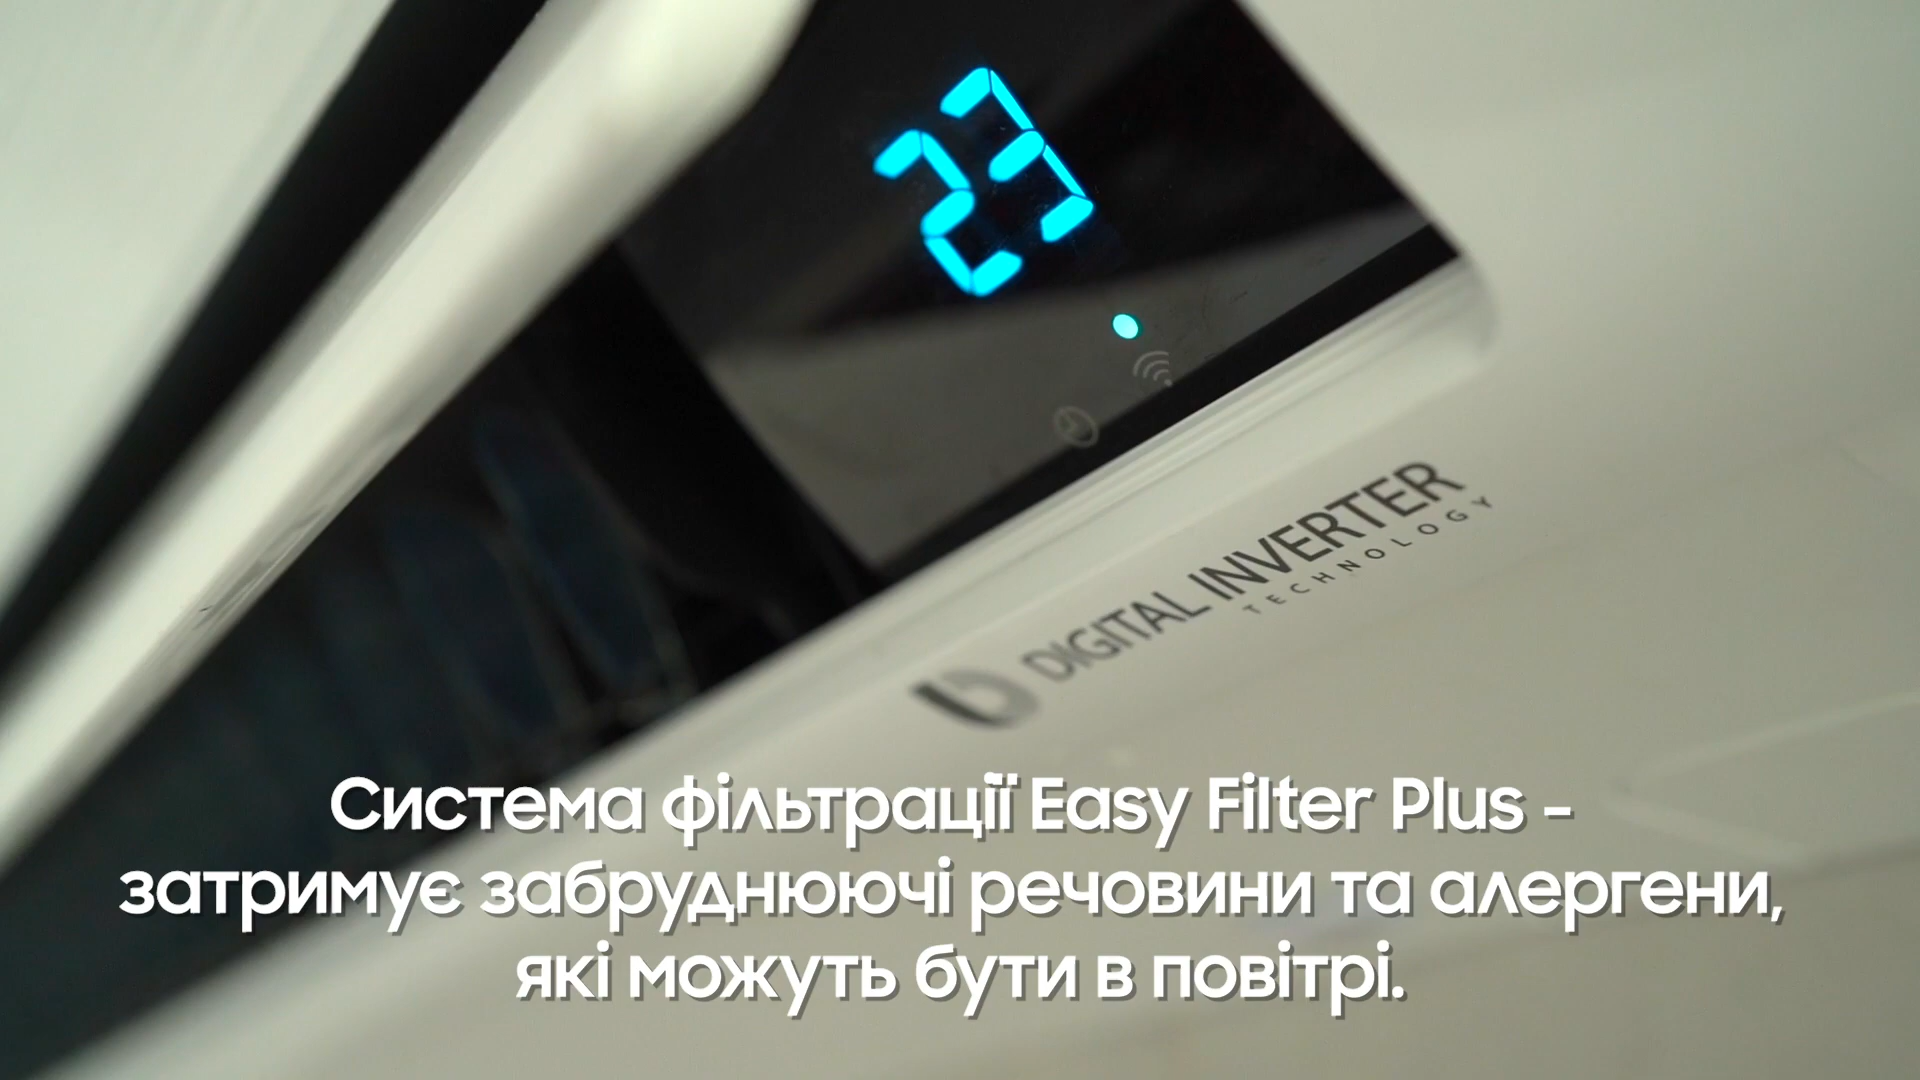 23
DIGITAL INVERTER
TECHNOLOGY
Система фільтрації Easy Filter Plus -
затримує забруднюючі речовини та алергени,
які можуть бути в повітрі.